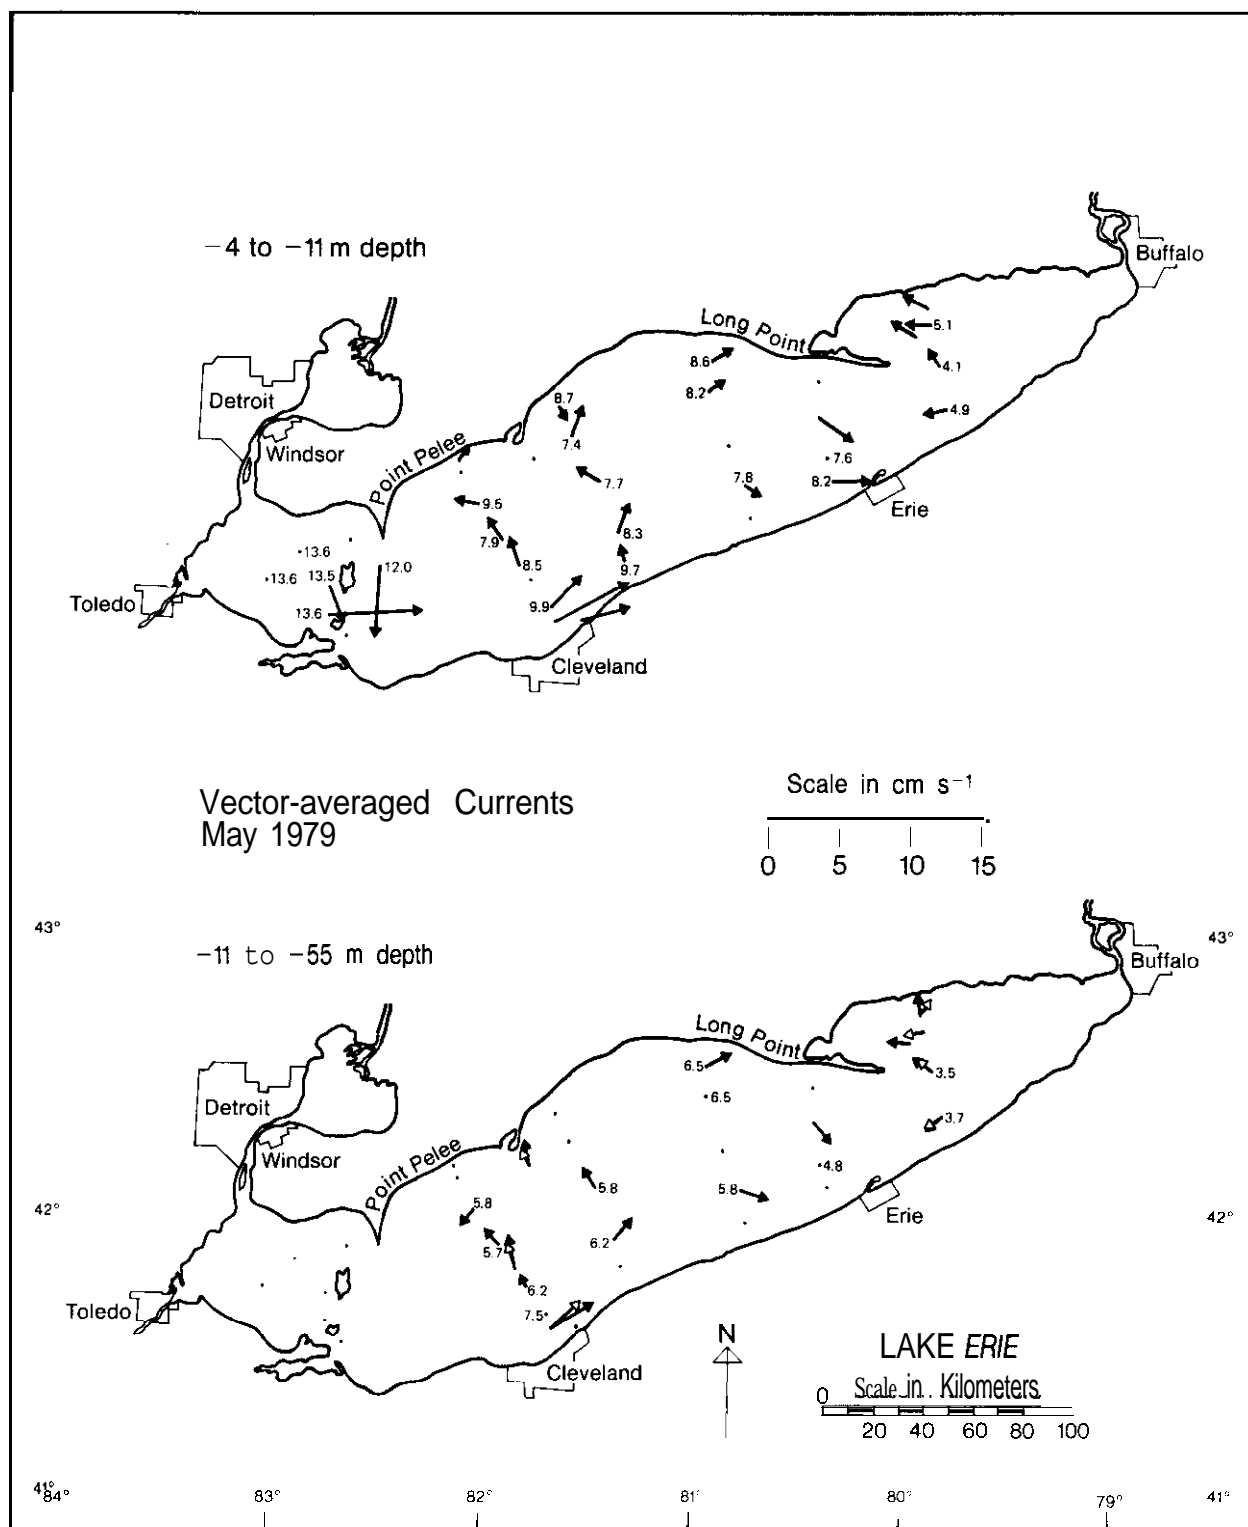 −4 to −11 m depth
Buffalo
Long Point
5.1
4.1
8.6
8.2
4.9
Detroit
8.7
7.4
Windsor
Point Pelee
7.6
7.8
8.2
7.7
Erie
9.5
7.9
8.3
8.5
9.7
13.6
13.6
13.5
12.0
Toledo
13.6
9.9
Cleveland
Vector-averaged Currents
May 1979
Scale in cm s⁻¹
0 5 10 15
43°
43°
−11 to −55 m depth
Buffalo
Long Point
6.5
3.5
6.5
Detroit
3.7
Windsor
Point Pelee
4.8
5.8
5.8
5.8
42°
42°
Erie
5.7
6.2
6.2
7.5
Toledo
Cleveland
N
LAKE ERIE
Scale in Kilometers
0
20 40 60 80 100
41°
84° 83° 82° 81° 80° 79° 41°